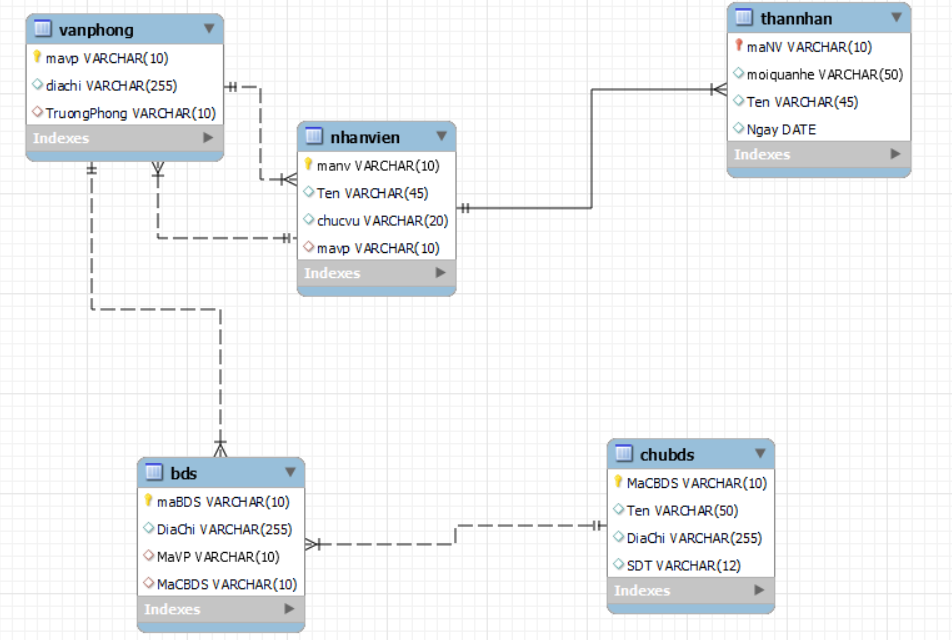 vanphong
mavp VARCHAR(10)
diachi VARCHAR(255)
TruongPhong VARCHAR(10)
Indexes
nhanvien
manv VARCHAR(10)
Ten VARCHAR(45)
chucvu VARCHAR(20)
mavp VARCHAR(10)
Indexes
thannhan
maNV VARCHAR(10)
moiquanhe VARCHAR(50)
Ten VARCHAR(45)
Ngay DATE
Indexes
bds
maBDS VARCHAR(10)
DiaChi VARCHAR(255)
MaVP VARCHAR(10)
MaCBDS VARCHAR(10)
Indexes
chubds
MaCBDS VARCHAR(10)
Ten VARCHAR(50)
DiaChi VARCHAR(255)
SDT VARCHAR(12)
Indexes